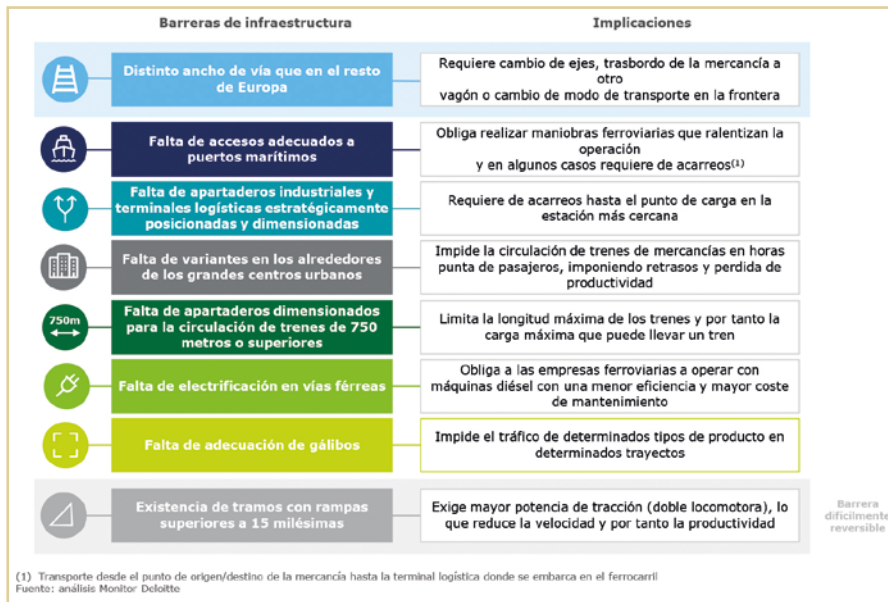 Barreras de infraestructura
Implicaciones
Distinto ancho de vía que en el resto
de Europa
Requiere cambio de ejes, trasbordo de la mercancía a
otro
vagón o cambio de modo de transporte en la frontera
Falta de accesos adecuados a
puertos marítimos
Obliga realizar maniobras ferroviarias que ralentizan la
operación
y en algunos casos requiere de acarreos(1)
Falta de apartaderos industriales y
terminales logísticas estratégicamente
posicionadas y dimensionadas
Requiere de acarreos hasta el punto de carga en la
estación más cercana
Falta de variantes en los alrededores
de los grandes centros urbanos
Impide la circulación de trenes de mercancías en horas
punta de pasajeros, imponiendo retrasos y perdida de
productividad
750m
Falta de apartaderos dimensionados
para la circulación de trenes de 750
metros o superiores
Limita la longitud máxima de los trenes y por tanto la
carga máxima que puede llevar un tren
Falta de electrificación en vías férreas
Obliga a las empresas ferroviarias a operar con
máquinas diésel con una menor eficiencia y mayor coste
de mantenimiento
Falta de adecuación de gálibos
Impide el tráfico de determinados tipos de producto en
determinados trayectos
Existencia de tramos con rampas
superiores a 15 milésimas
Exige mayor potencia de tracción (doble locomotora), lo
que reduce la velocidad y por tanto la productividad
Barrera
difícilmente
reversible
(1) Transporte desde el punto de origen/destino de la mercancía hasta la terminal logística donde se embarca en el ferrocarril
Fuente: análisis Monitor Deloitte